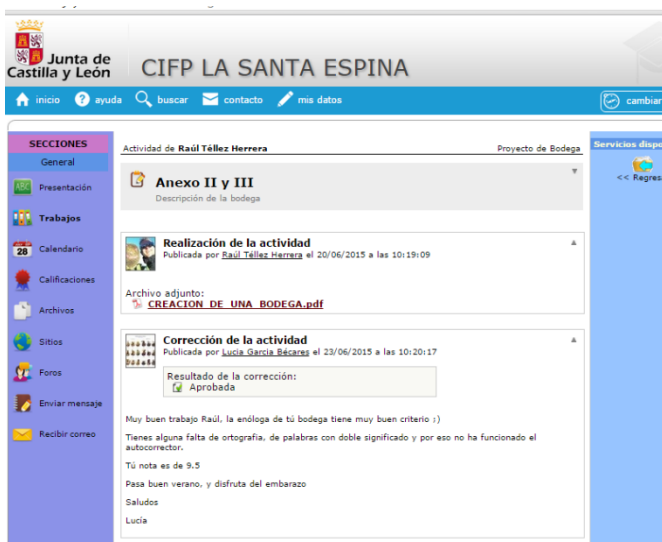 Junta de
Castilla y León
CIFP LA SANTA ESPINA
inicio ayuda buscar contacto mis datos cambiar
SECCIONES
General
ABC Presentación
Trabajos
28 Calendario
Calificaciones
Archivos
Sitios
Foros
Enviar mensaje
Recibir correo
Actividad de Raúl Téllez Herrera Proyecto de Bodega
Anexo II y III
Descripción de la bodega
Realización de la actividad
Publicada por Raúl Téllez Herrera el 20/06/2015 a las 10:19:09
Archivo adjunto:
CREACION DE UNA BODEGA.pdf
Corrección de la actividad
Publicada por Lucia Garcia Bécares el 23/06/2015 a las 10:20:17
Resultado de la corrección:
Aprobada
Muy buen trabajo Raúl, la enóloga de tú bodega tiene muy buen criterio ;)
Tienes alguna falta de ortografía, de palabras con doble significado y por eso no ha funcionado el
autocorrector.
Tú nota es de 9.5
Pasa buen verano, y disfruta del embarazo
Saludos
Lucía
Servicios dispo
<< Regres